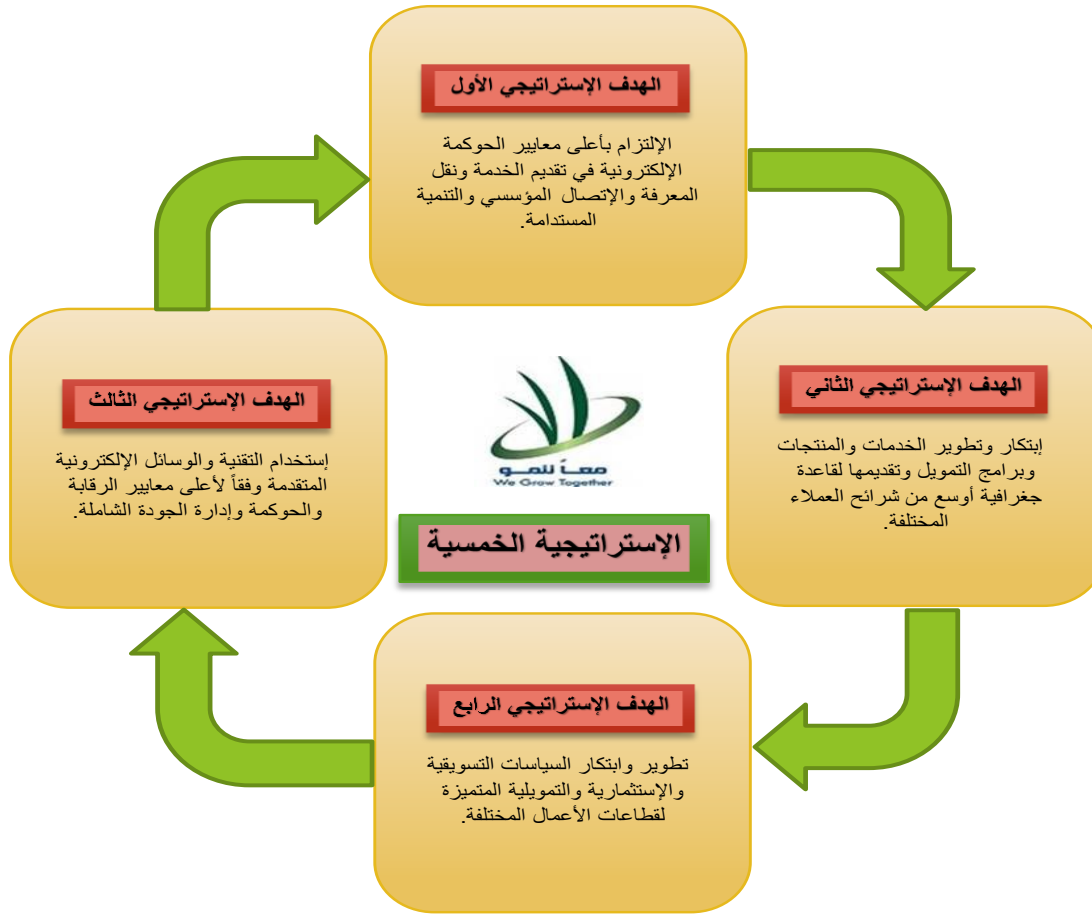 الهدف الإستراتيجي الأول
الإلتزام بأعلى معايير الحوكمة
الإلكترونية في تقديم الخدمة ونقل
المعرفة والإتصال المؤسسي والتنمية
المستدامة.
الهدف الإستراتيجي الثاني
إبتكار وتطوير الخدمات والمنتجات
وبرامج التمويل وتقديمها لقاعدة
جغرافية أوسع من شرائح العملاء
المختلفة.
الهدف الإستراتيجي الثالث
إستخدام التقنية والوسائل الإلكترونية
المتقدمة وفقاً لأعلى معايير الرقابة
والحوكمة وإدارة الجودة الشاملة.
معاً ننمو
We Grow Together
الإستراتيجية الخمسية
الهدف الإستراتيجي الرابع
تطوير وابتكار السياسات التسويقية
والإستثمارية والتمويلية المتميزة
لقطاعات الأعمال المختلفة.